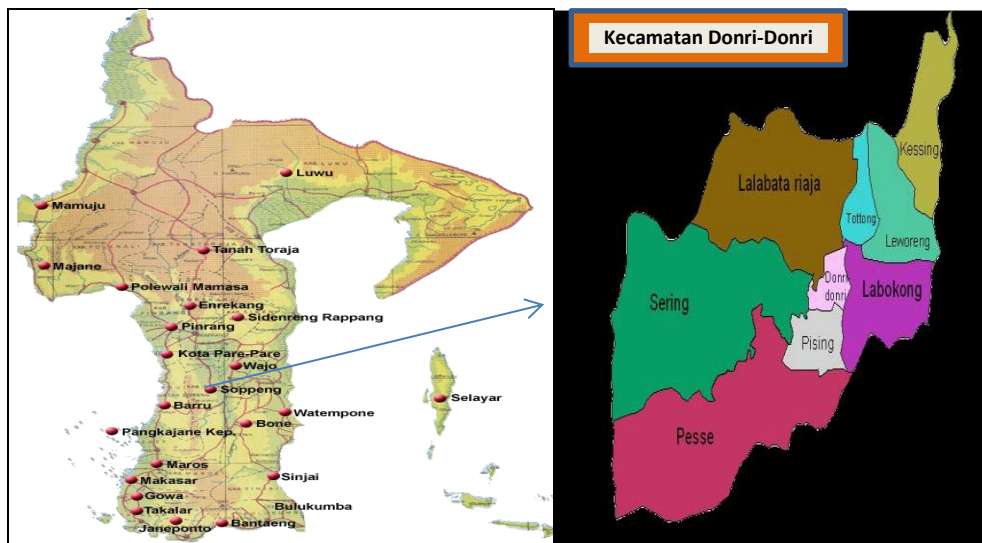 Kecamatan Donri-Donri
Luwu
Mamuju
Tanah Toraja
Majane
Polewali Mamasa
Enrekang
Sidenreng Rappang
Pinrang
Kota Pare-Pare
Wajo
Soppeng
Selayar
Barru
Watempone
Bone
Pangkajane Kep.
Maros
Makasar
Sinjai
Gowa
Bulukumba
Takalar
Janeponto
Bantaeng
Kessing
Lalabata riaja
Tottong
Leworeng
Donri
donri
Labokong
Sering
Pising
Pesse